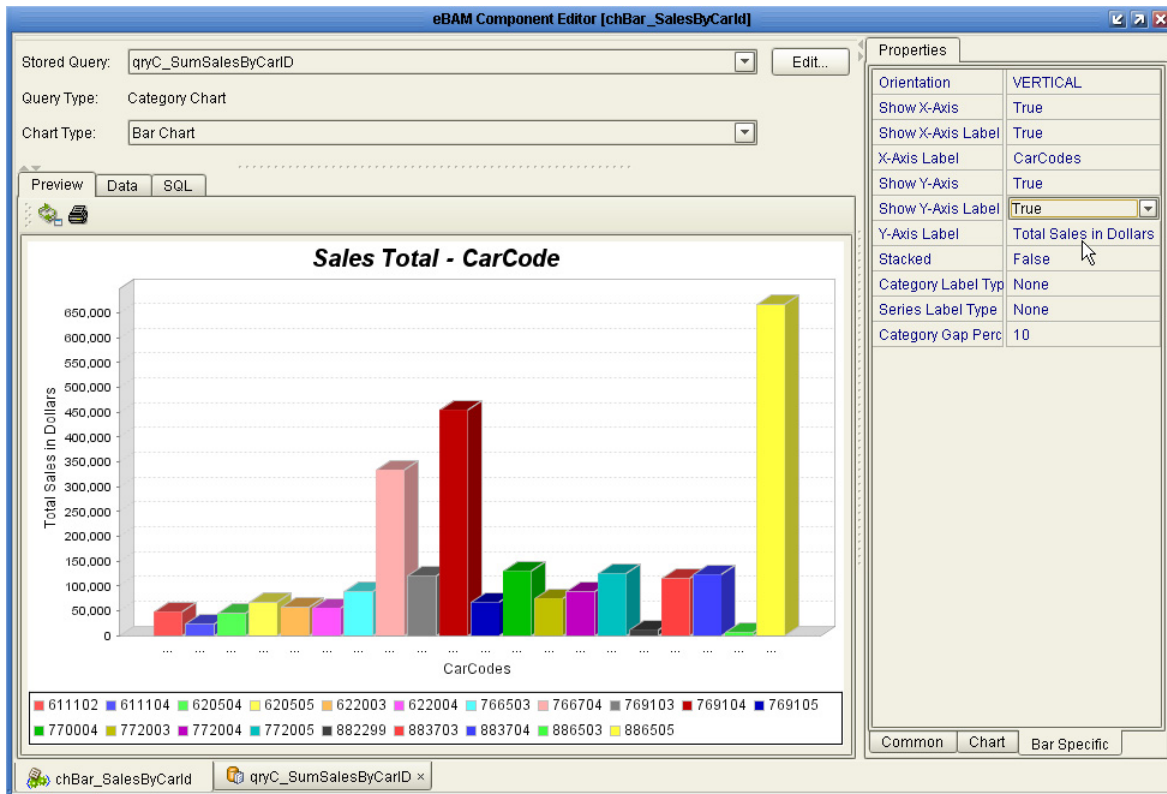 eBAM Component Editor [chBar_SalesByCarId]
Stored Query: qryC_SumSalesByCarID Edit...
Query Type: Category Chart
Chart Type: Bar Chart
Preview Data SQL
Sales Total - CarCode
Total Sales in Dollars
650,000
600,000
550,000
500,000
450,000
400,000
350,000
300,000
250,000
200,000
150,000
100,000
50,000
0
... ... ... ... ... ... ... ... ... ... ... ... ... ... ... ... ... ... ... ...
CarCodes
611102 611104 620504 620505 622003 622004 766503 766704 769103 769104 769105
770004 772003 772004 772005 882299 883703 883704 886503 886505
chBar_SalesByCarId qryC_SumSalesByCarID ×
Properties
Orientation VERTICAL
Show X-Axis True
Show X-Axis Label True
X-Axis Label CarCodes
Show Y-Axis True
Show Y-Axis Label True
Y-Axis Label Total Sales in Dollars
Stacked False
Category Label Typ None
Series Label Type None
Category Gap Perc 10
Common Chart Bar Specific